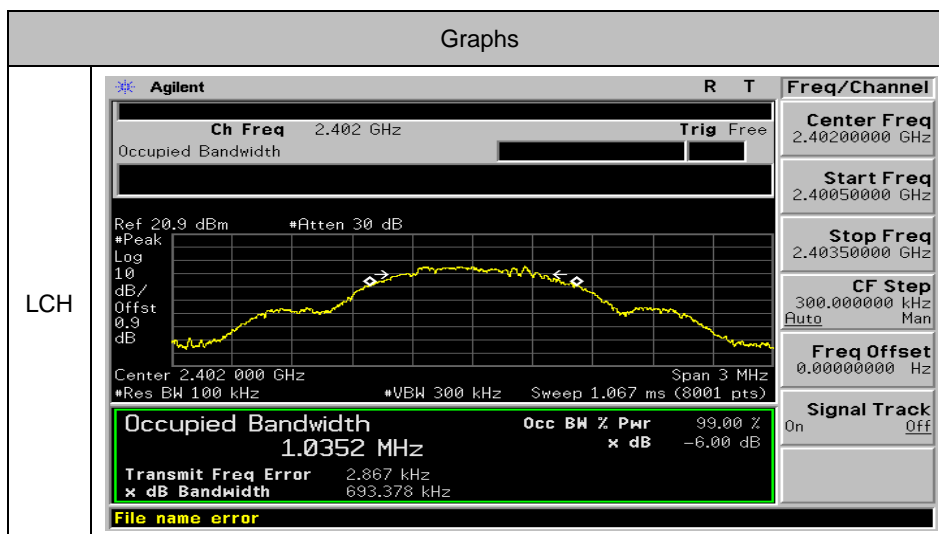 Graphs
LCH
Agilent R T
Ch Freq 2.402 GHz Trig Free
Occupied Bandwidth
Ref 20.9 dBm #Atten 30 dB
#Peak
Log
10
dB/
Offst
0.9
dB
Center 2.402 000 GHz Span 3 MHz
#Res BW 100 kHz #VBW 300 kHz Sweep 1.067 ms (8001 pts)
Occupied Bandwidth Occ BW % Pwr 99.00 %
1.0352 MHz x dB -6.00 dB
Transmit Freq Error 2.867 kHz
x dB Bandwidth 693.378 kHz
File name error
Freq/Channel
Center Freq
2.40200000 GHz
Start Freq
2.40050000 GHz
Stop Freq
2.40350000 GHz
CF Step
300.000000 kHz
Auto Man
Freq Offset
0.00000000 Hz
Signal Track
On Off